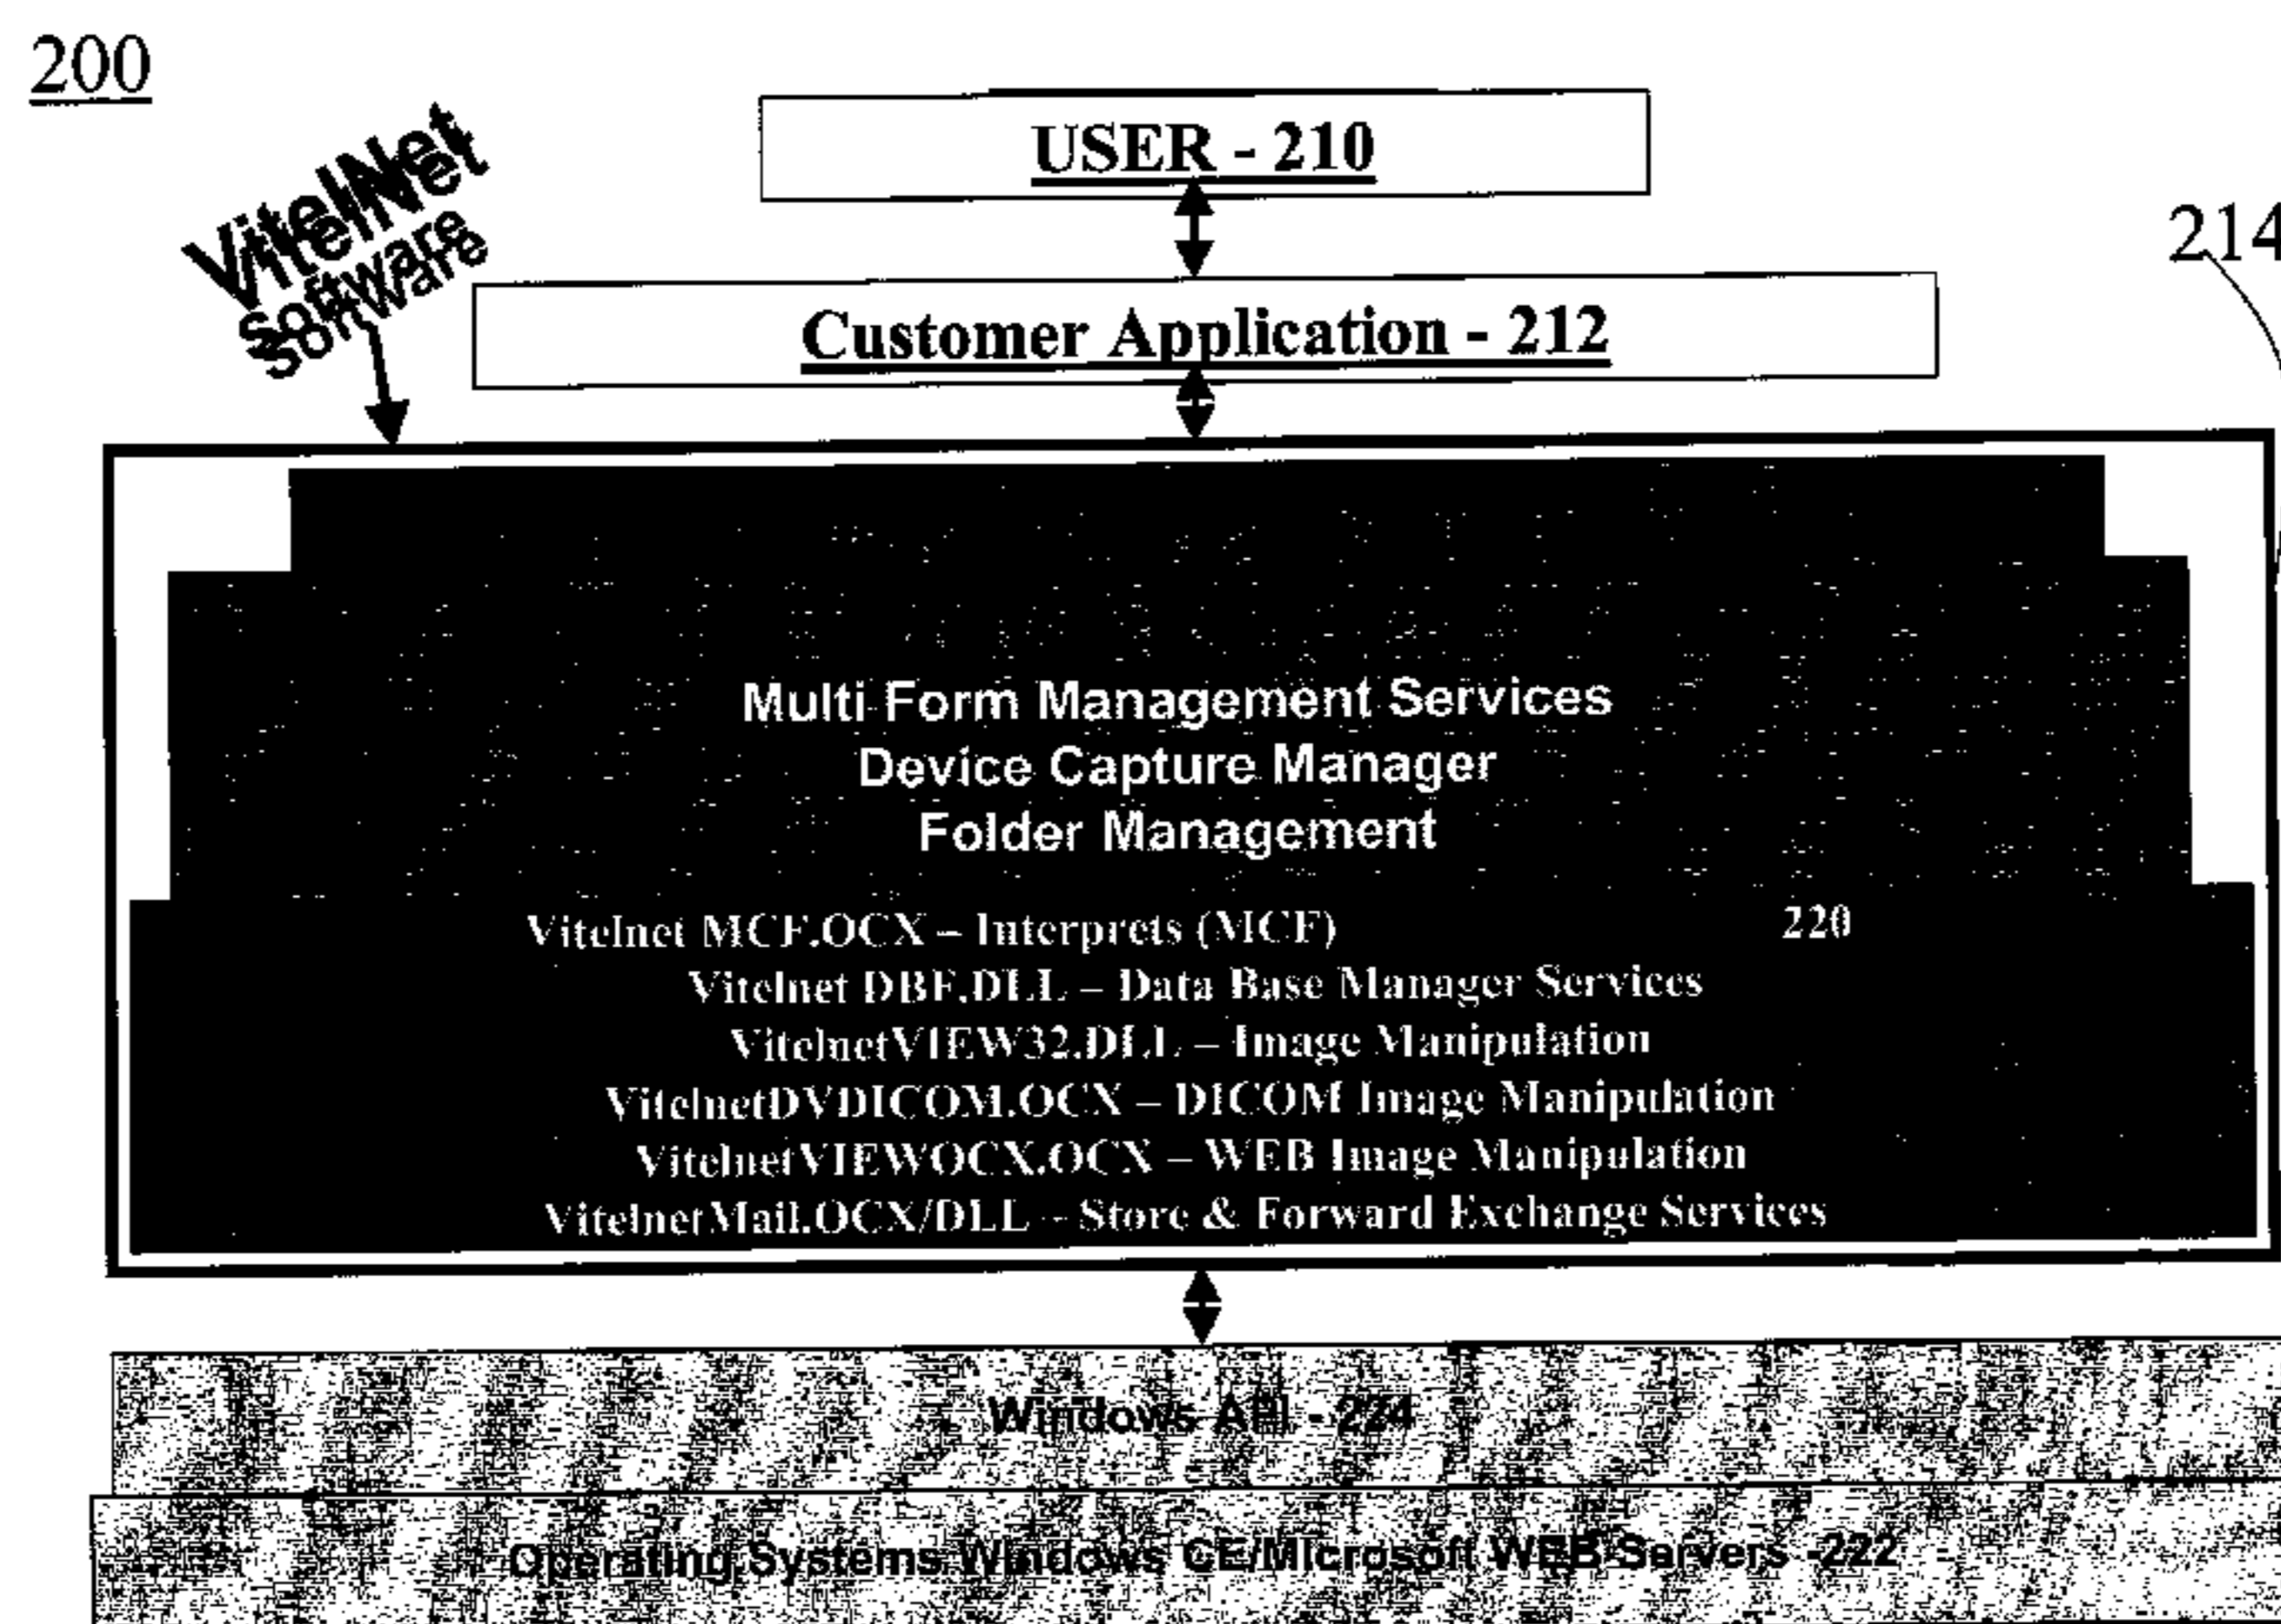 200
VitelNet
Software
USER - 210
214
Customer Application - 212
Multi Form Management Services
Device Capture Manager
Folder Management
Vitelnet MCF.OCX – Interprets (MCF) 220
Vitelnet DBF.DLL – Data Base Manager Services
VitelnetVIEW32.DLL – Image Manipulation
VitelnetDVDICOM.OCX – DICOM Image Manipulation
VitelnetVIEWOCX.OCX – WEB Image Manipulation
VitelnetMail.OCX/DLL – Store & Forward Exchange Services
Windows API - 224
Operating Systems Windows CE/Microsoft WEB Servers -222